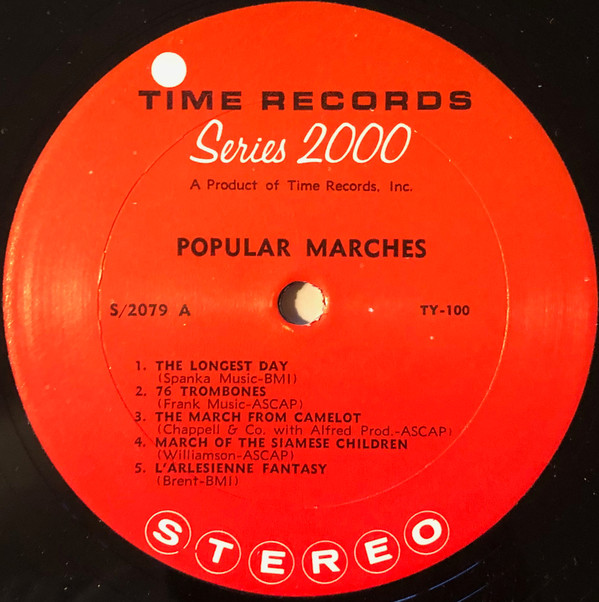 TIME RECORDS
Series 2000
A Product of Time Records, Inc.
POPULAR MARCHES
S/2079 A
TY-100
1. THE LONGEST DAY
(Spanka Music-BMI)
2. 76 TROMBONES
(Frank Music-ASCAP)
3. THE MARCH FROM CAMELOT
(Chappell & Co. with Alfred Prod.-ASCAP)
4. MARCH OF THE SIAMESE CHILDREN
(Williamson-ASCAP)
5. L'ARLESIENNE FANTASY
(Brent-BMI)
STEREO